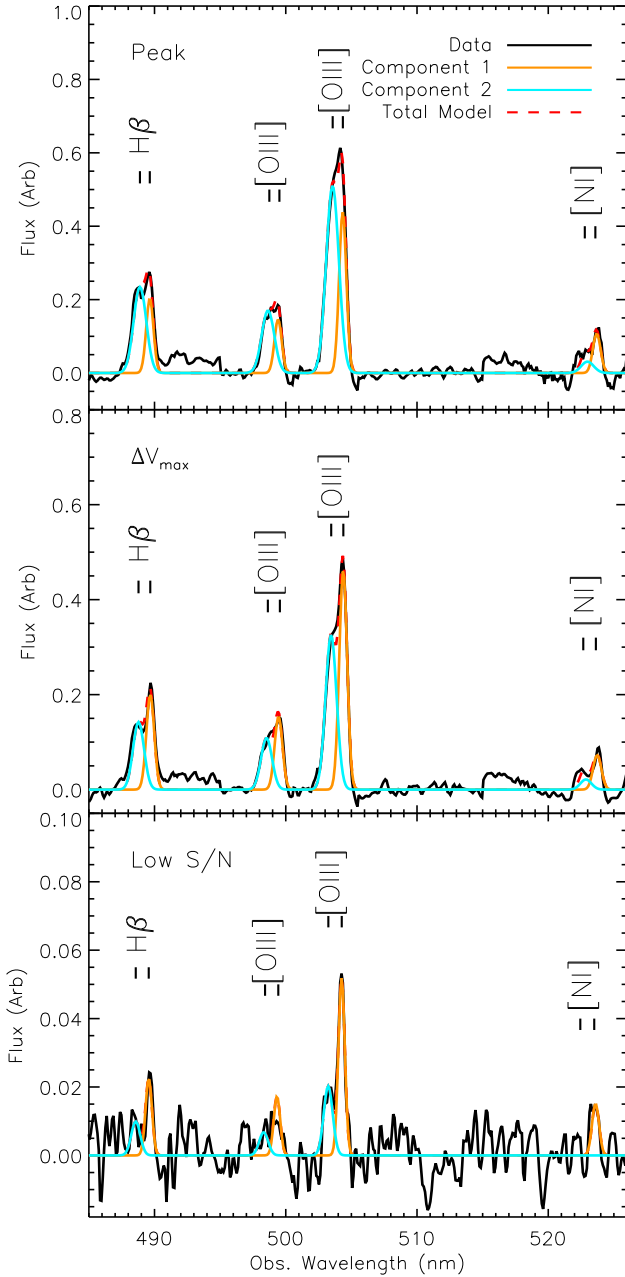 Peak
Data
Component 1
Component 2
Total Model
Hβ
[OIII]
[OIII]
[NI]
1.0
0.8
0.6
0.4
0.2
0.0
Flux (Arb)
ΔVmax
Hβ
[OIII]
[OIII]
[NI]
0.8
0.6
0.4
0.2
0.0
Flux (Arb)
Low S/N
Hβ
[OIII]
[OIII]
[NI]
0.10
0.08
0.06
0.04
0.02
0.00
Flux (Arb)
490 500 510 520
Obs. Wavelength (nm)